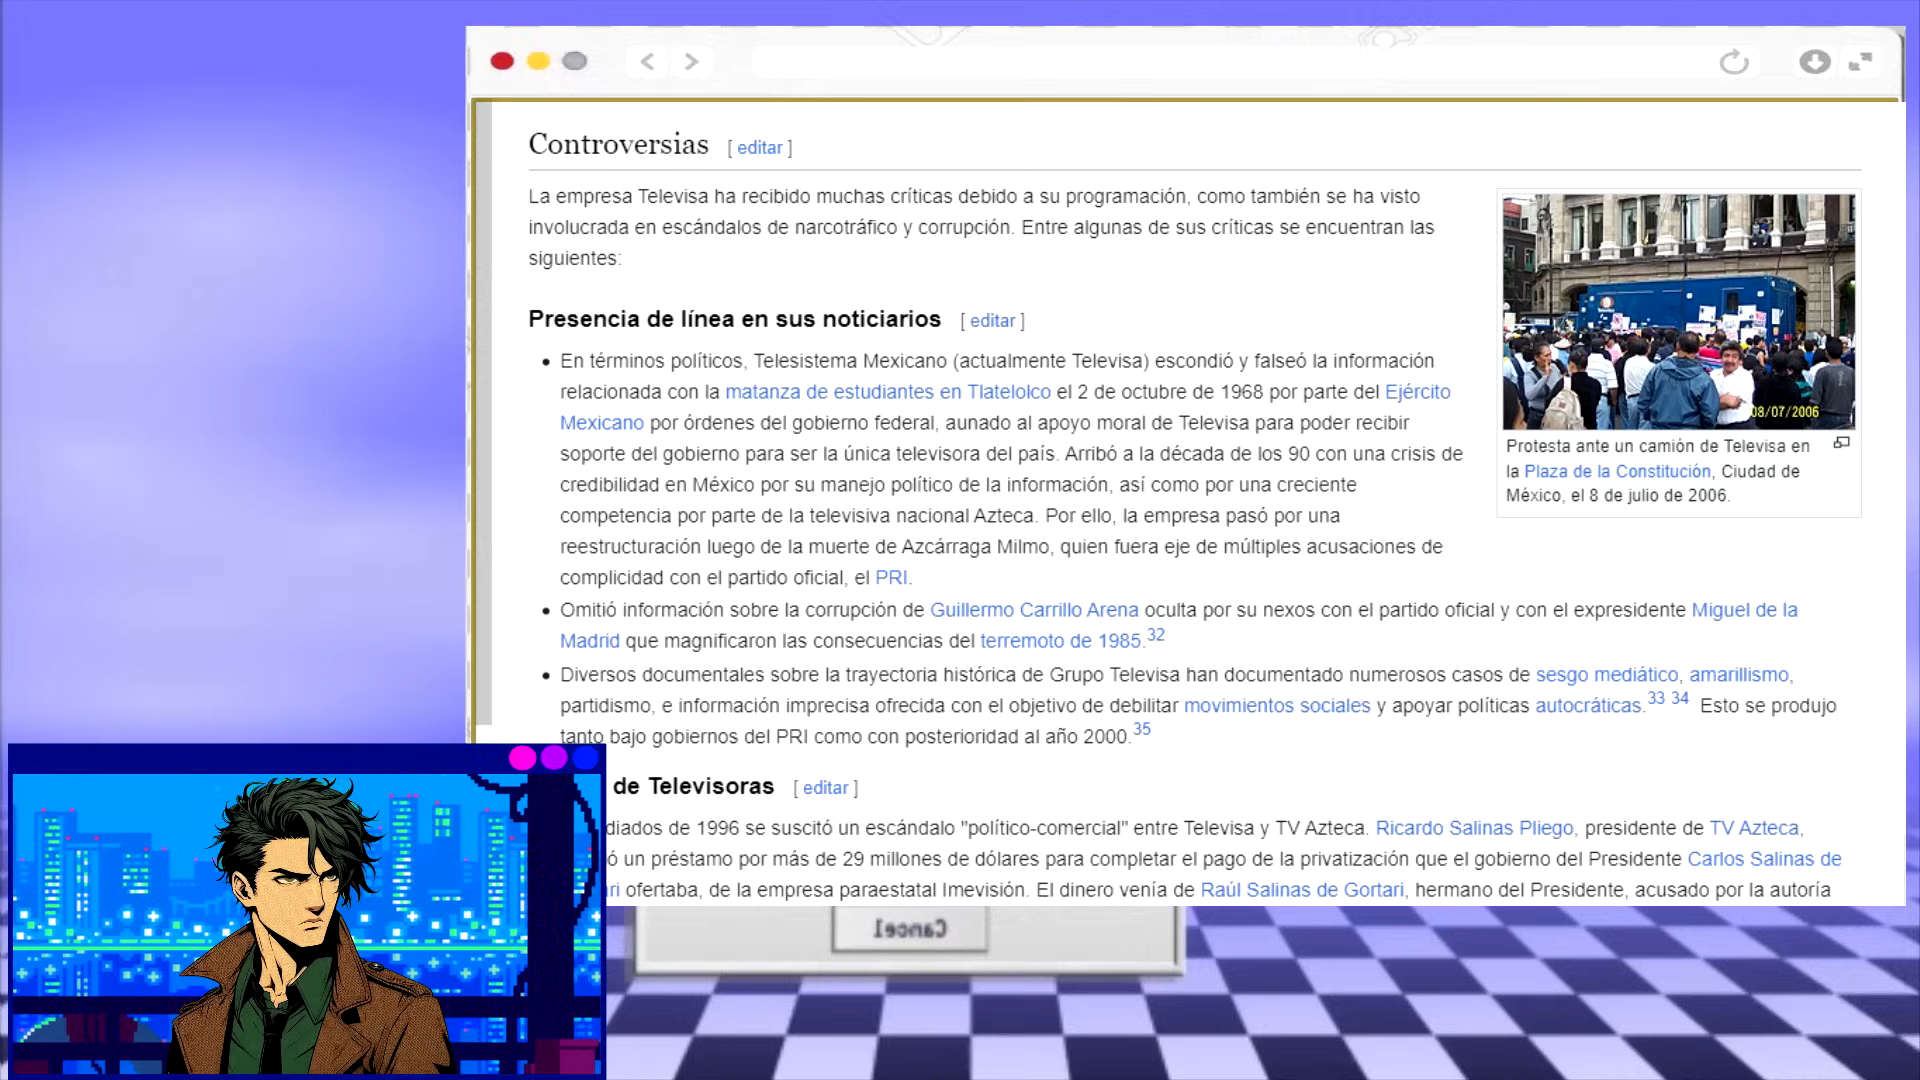 Controversias [ editar ]
La empresa Televisa ha recibido muchas críticas debido a su programación, como también se ha visto
involucrada en escándalos de narcotráfico y corrupción. Entre algunas de sus críticas se encuentran las
siguientes:
Presencia de línea en sus noticiarios [ editar ]
• En términos políticos, Telesistema Mexicano (actualmente Televisa) escondió y falseó la información
relacionada con la matanza de estudiantes en Tlatelolco el 2 de octubre de 1968 por parte del Ejército
Mexicano por órdenes del gobierno federal, aunado al apoyo moral de Televisa para poder recibir
soporte del gobierno para ser la única televisora del país. Arribó a la década de los 90 con una crisis de
credibilidad en México por su manejo político de la información, así como por una creciente
competencia por parte de la televisiva nacional Azteca. Por ello, la empresa pasó por una
reestructuración luego de la muerte de Azcárraga Milmo, quien fuera eje de múltiples acusaciones de
complicidad con el partido oficial, el PRI.
08/07/2006
Protesta ante un camión de Televisa en
la Plaza de la Constitución, Ciudad de
México, el 8 de julio de 2006.
• Omitió información sobre la corrupción de Guillermo Carrillo Arena oculta por su nexos con el partido oficial y con el expresidente Miguel de la
Madrid que magnificaron las consecuencias del terremoto de 1985.32
• Diversos documentales sobre la trayectoria histórica de Grupo Televisa han documentado numerosos casos de sesgo mediático, amarillismo,
partidismo, e información imprecisa ofrecida con el objetivo de debilitar movimientos sociales y apoyar políticas autocráticas.33 34 Esto se produjo
tanto bajo gobiernos del PRI como con posterioridad al año 2000.35
de Televisoras [ editar ]
diados de 1996 se suscitó un escándalo "político-comercial" entre Televisa y TV Azteca. Ricardo Salinas Pliego, presidente de TV Azteca,
ó un préstamo por más de 29 millones de dólares para completar el pago de la privatización que el gobierno del Presidente Carlos Salinas de
ri ofertaba, de la empresa paraestatal Imevisión. El dinero venía de Raúl Salinas de Gortari, hermano del Presidente, acusado por la autoría
Cancel